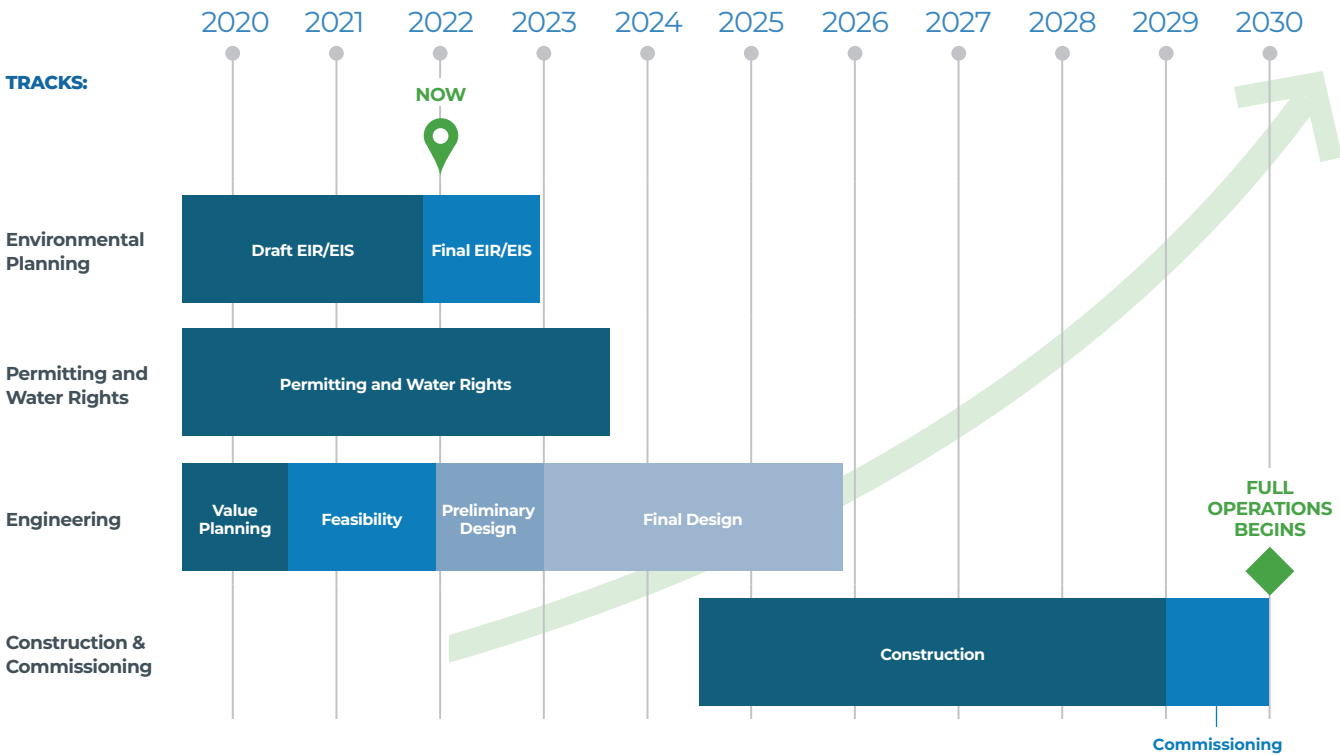 2020 2021 2022 2023 2024 2025 2026 2027 2028 2029 2030
TRACKS:
NOW
Environmental
Planning
Draft EIR/EIS
Final EIR/EIS
Permitting and
Water Rights
Permitting and Water Rights
Engineering
Value
Planning
Feasibility
Preliminary
Design
Final Design
FULL
OPERATIONS
BEGINS
Construction &
Commissioning
Construction
Commissioning